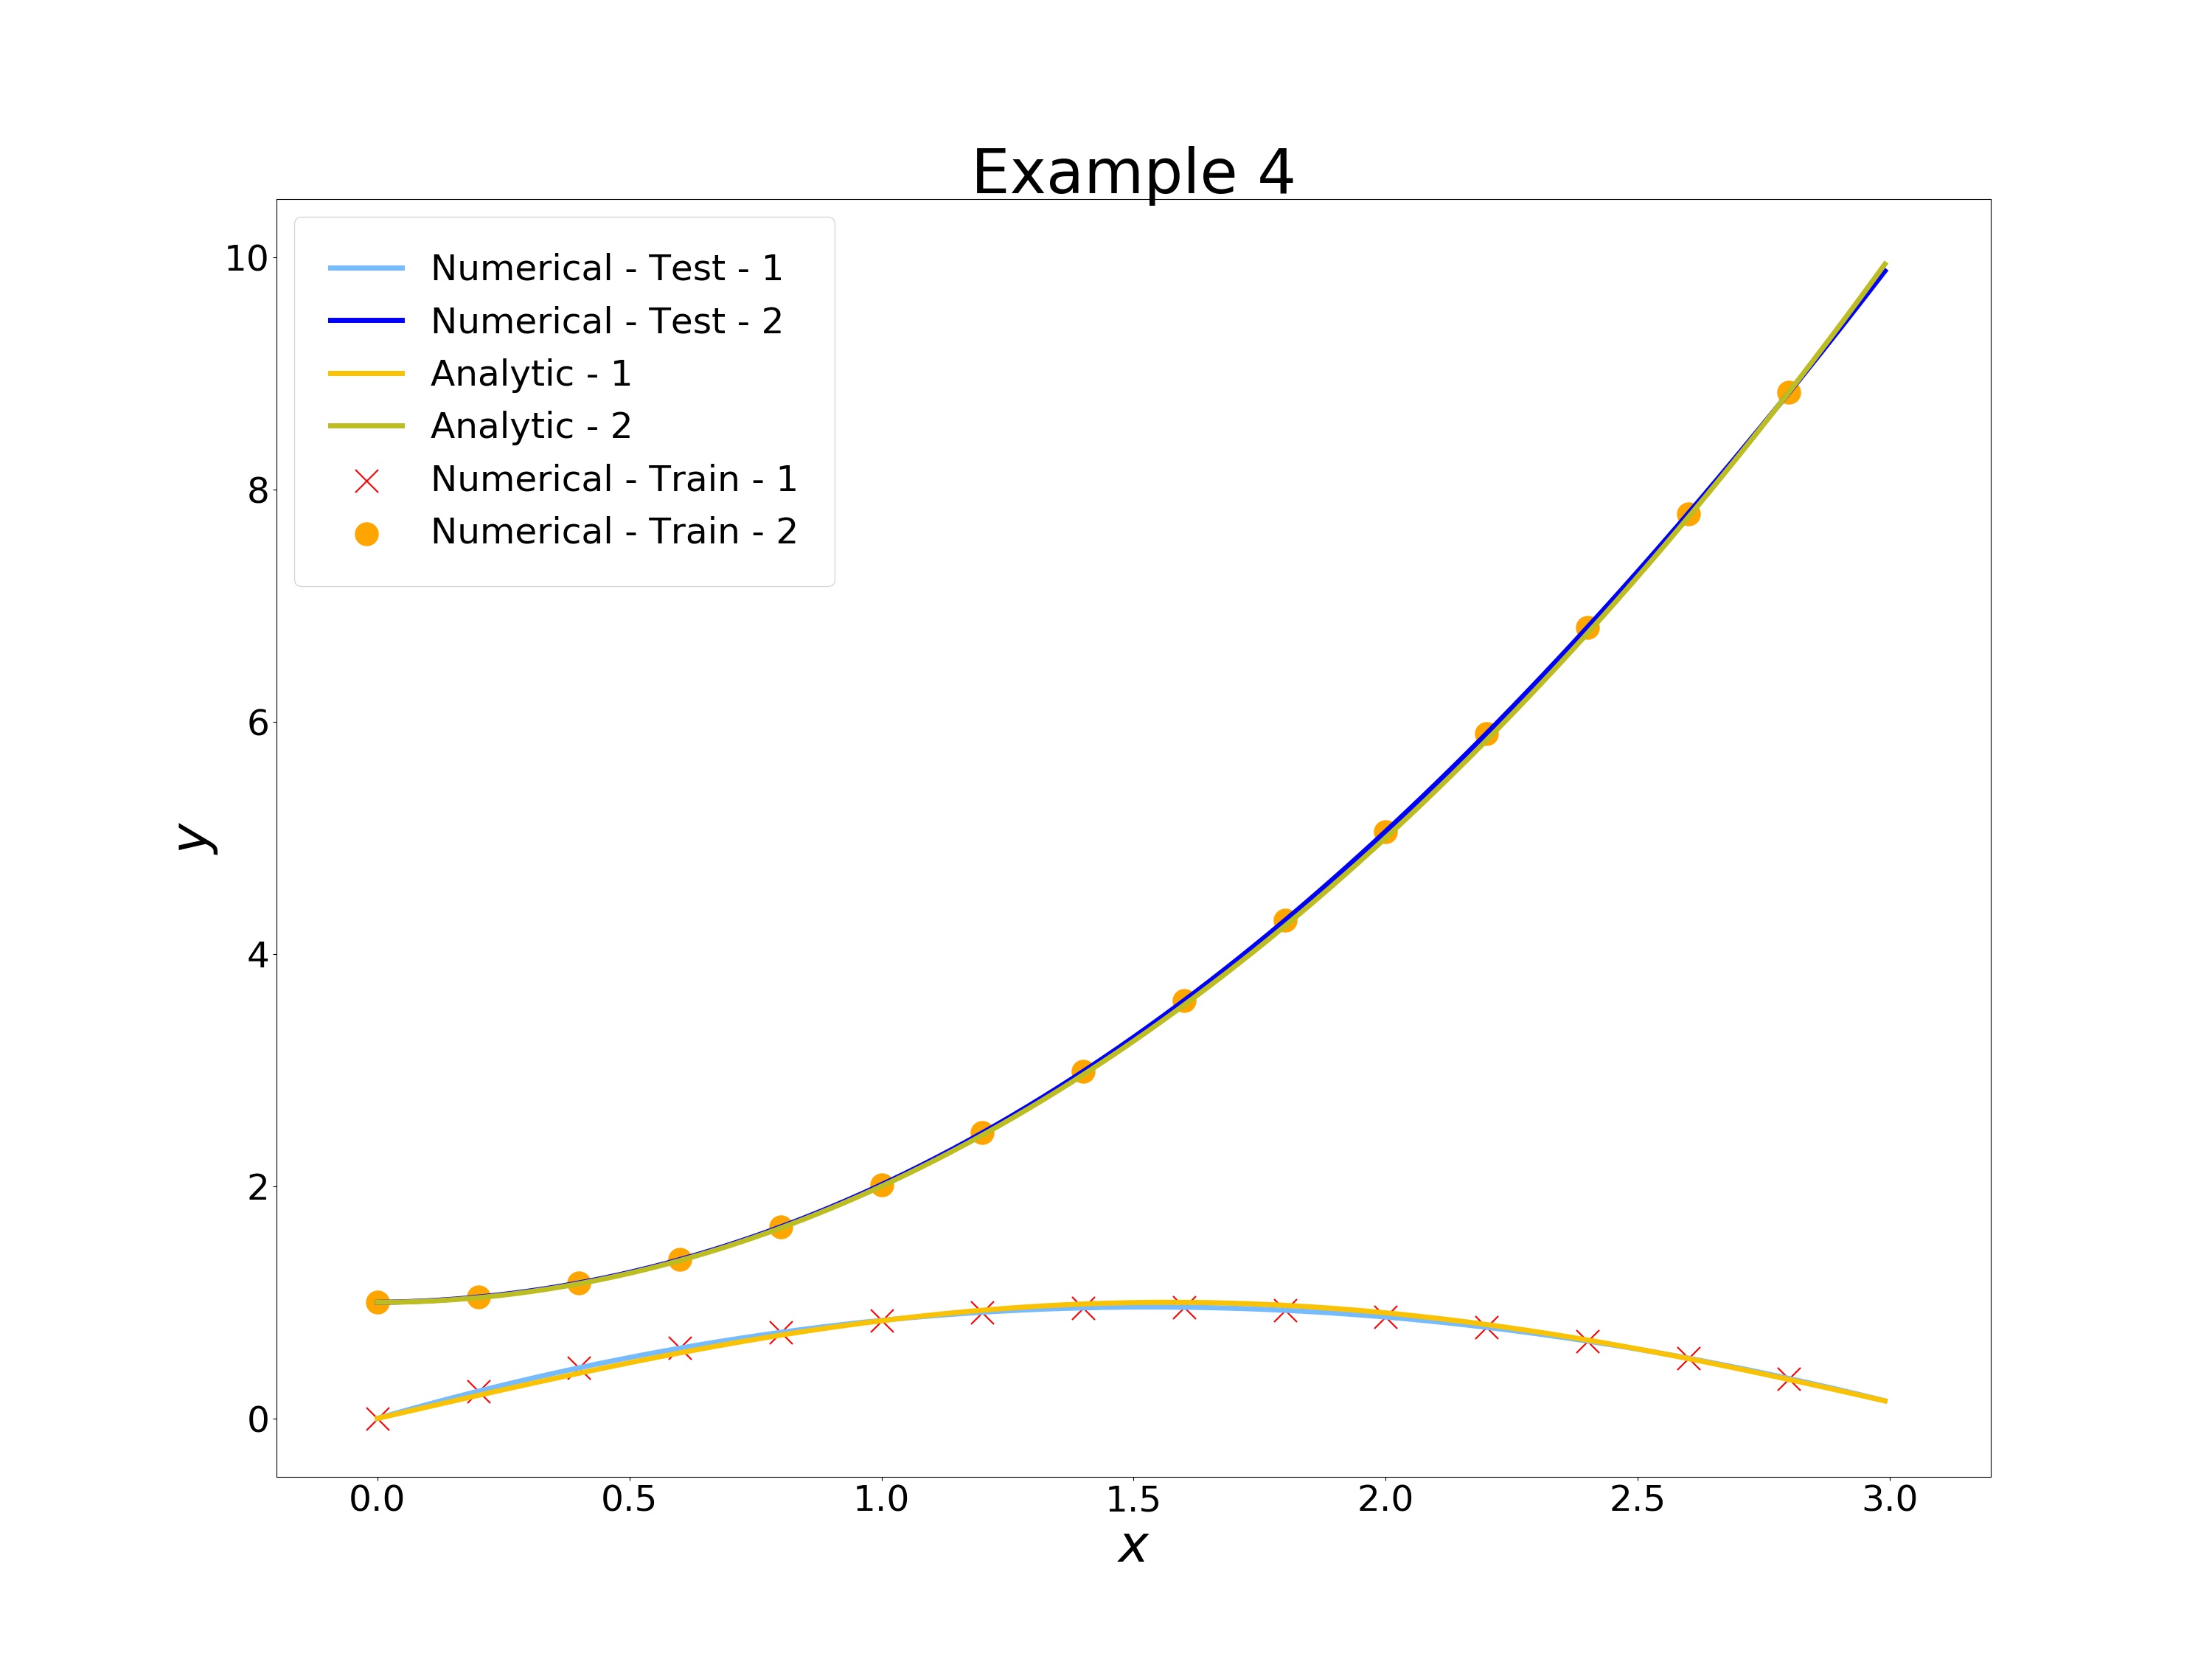 Example 4
Numerical - Test - 1
Numerical - Test - 2
Analytic - 1
Analytic - 2
Numerical - Train - 1
Numerical - Train - 2
10
8
6
4
2
0
y
0.0 0.5 1.0 1.5 2.0 2.5 3.0
x